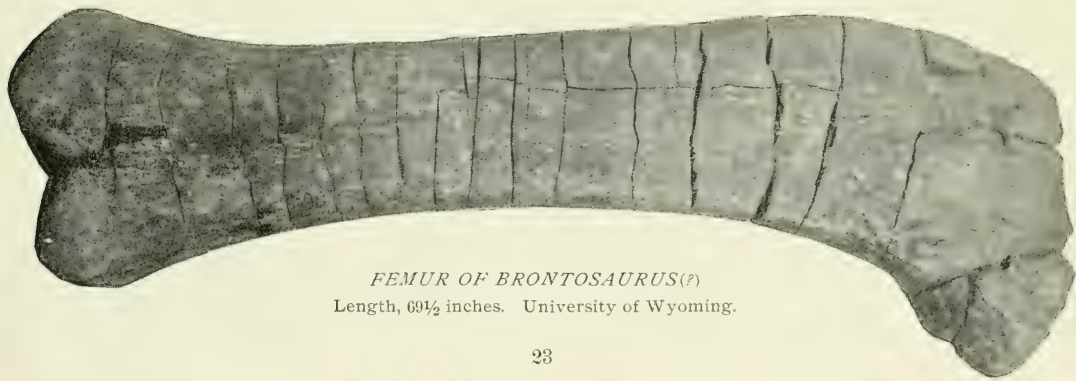 FEMUR OF BRONTOSAURUS(?)
Length, 69½ inches. University of Wyoming.
23